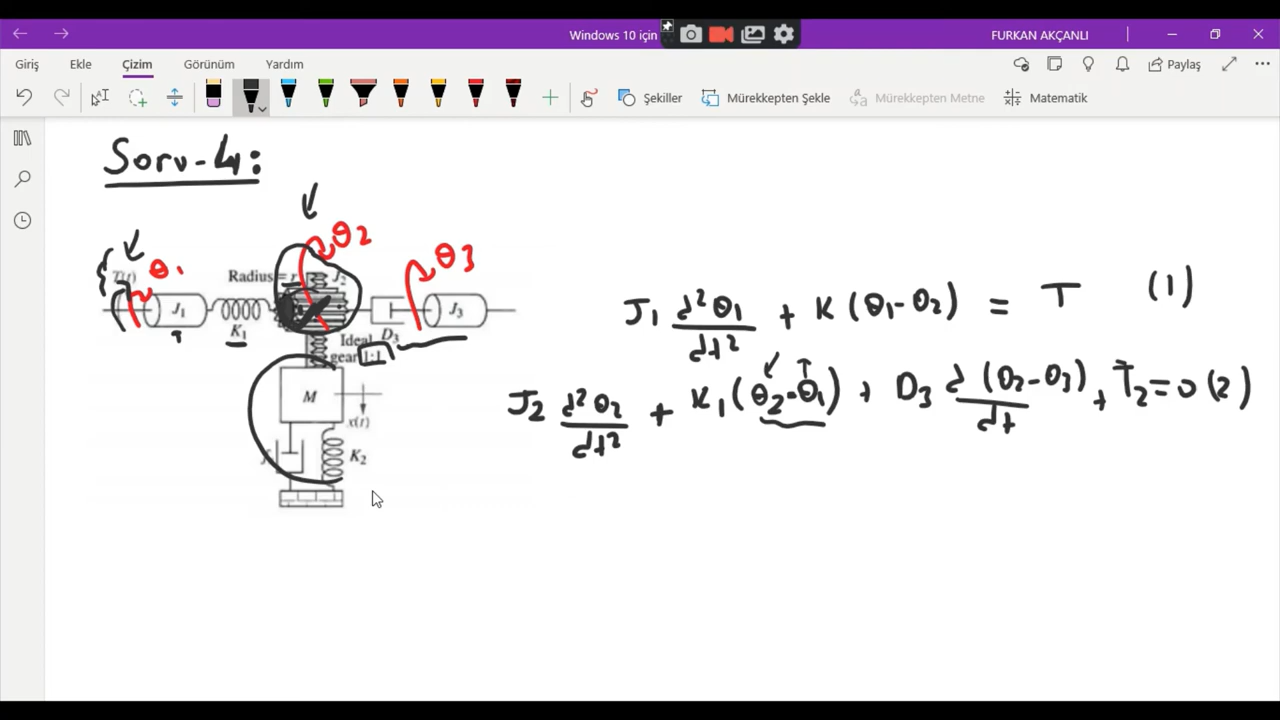 Windows 10 için
FURKAN AKÇANLI
Giriş Ekle Çizim Görünüm Yardım
Paylaş
Şekiller Mürekkepten Şekle Mürekkepten Metne Matematik
Soru-4:
T(t) θ1 Radius = r J2 θ2 θ3
J1 K1 D3 J3
Ideal
gear 1:1
M
x(t)
K2
J1 d²θ1/dt² + K(θ1-θ2) = T (1)
J2 d²θ2/dt² + K1(θ2-θ1) + D3 d(θ2-θ3)/dt + T2=0 (2)